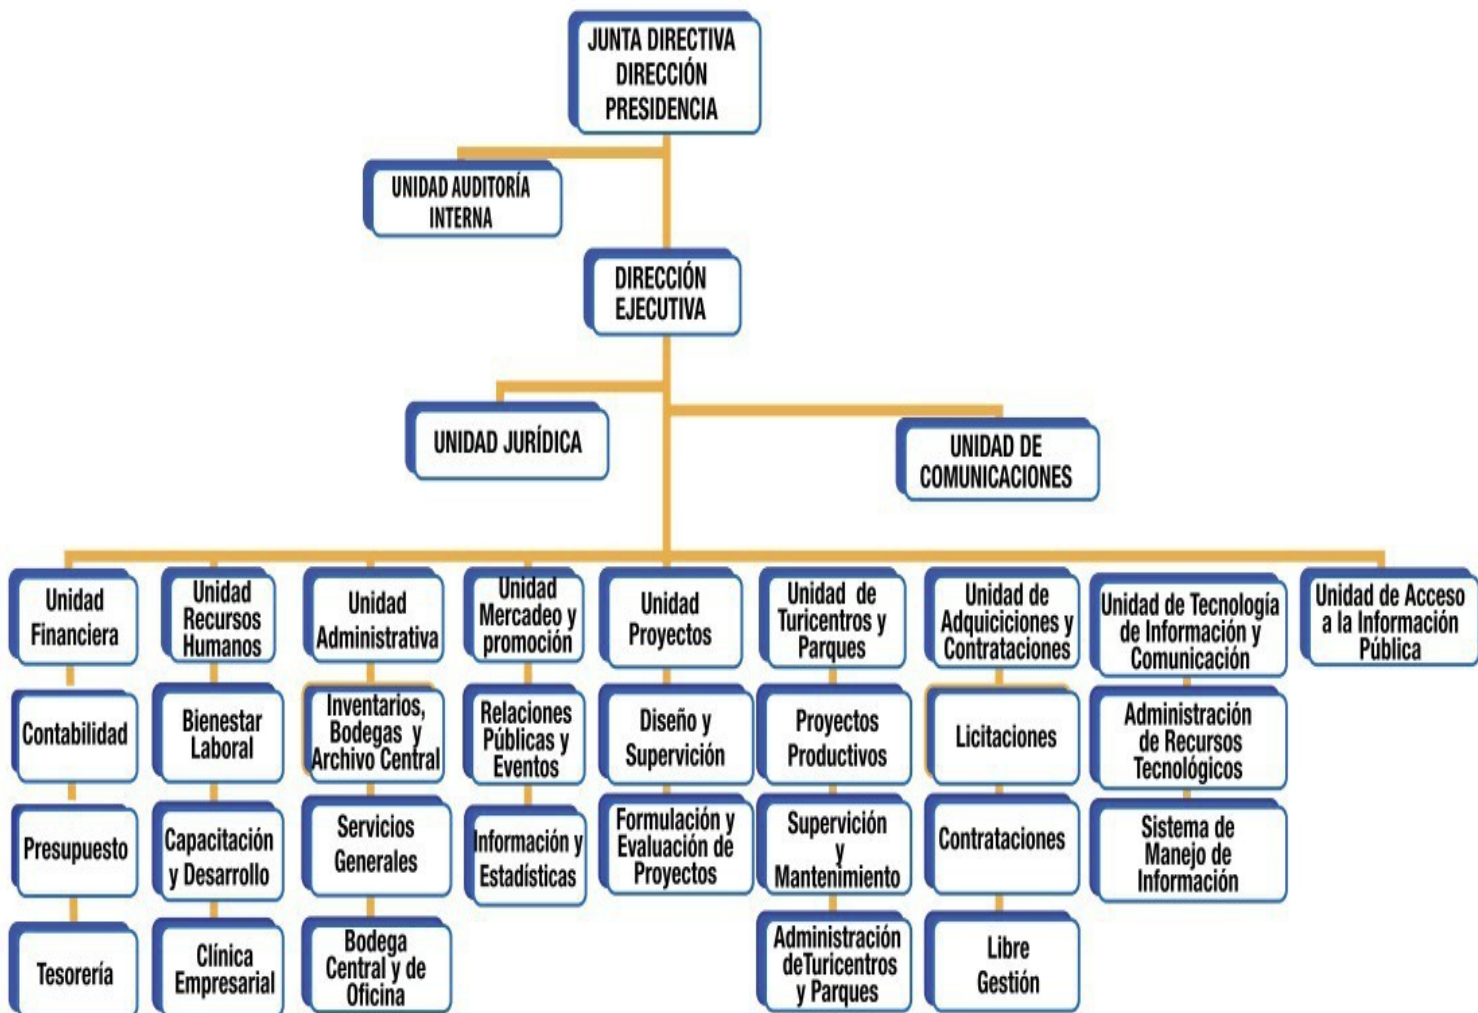 JUNTA DIRECTIVA
DIRECCIÓN
PRESIDENCIA
UNIDAD AUDITORÍA
INTERNA
DIRECCIÓN
EJECUTIVA
UNIDAD JURÍDICA
UNIDAD DE
COMUNICACIONES
Unidad
Financiera
Unidad
Recursos
Humanos
Unidad
Administrativa
Unidad
Mercadeo y
promoción
Unidad
Proyectos
Unidad de
Turicentros y
Parques
Unidad de
Adquiciciones y
Contrataciones
Unidad de Tecnología
de Información y
Comunicación
Unidad de Acceso
a la Información
Pública
Contabilidad
Bienestar
Laboral
Inventarios,
Bodegas y
Archivo Central
Relaciones
Públicas y
Eventos
Diseño y
Supervición
Proyectos
Productivos
Licitaciones
Administración
de Recursos
Tecnológicos
Presupuesto
Capacitación
y Desarrollo
Servicios
Generales
Información y
Estadísticas
Formulación y
Evaluación de
Proyectos
Supervición
y
Mantenimiento
Contrataciones
Sistema de
Manejo de
Información
Tesorería
Clínica
Empresarial
Bodega
Central y de
Oficina
Administración
deTuricentros
y Parques
Libre
Gestión